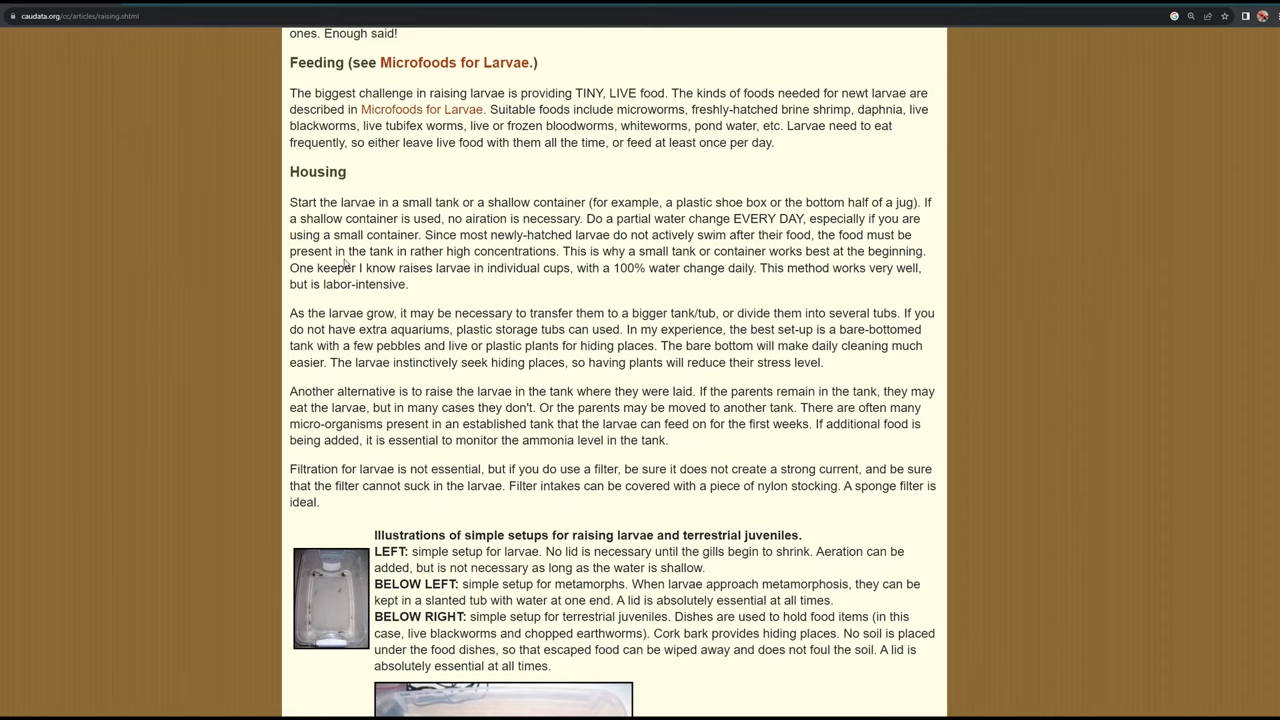 caudata.org/cc/articles/raising.shtml
ones. Enough said!
Feeding (see Microfoods for Larvae.)
The biggest challenge in raising larvae is providing TINY, LIVE food. The kinds of foods needed for newt larvae are
described in Microfoods for Larvae. Suitable foods include microworms, freshly-hatched brine shrimp, daphnia, live
blackworms, live tubifex worms, live or frozen bloodworms, whiteworms, pond water, etc. Larvae need to eat
frequently, so either leave live food with them all the time, or feed at least once per day.
Housing
Start the larvae in a small tank or a shallow container (for example, a plastic shoe box or the bottom half of a jug). If
a shallow container is used, no airation is necessary. Do a partial water change EVERY DAY, especially if you are
using a small container. Since most newly-hatched larvae do not actively swim after their food, the food must be
present in the tank in rather high concentrations. This is why a small tank or container works best at the beginning.
One keeper I know raises larvae in individual cups, with a 100% water change daily. This method works very well,
but is labor-intensive.
As the larvae grow, it may be necessary to transfer them to a bigger tank/tub, or divide them into several tubs. If you
do not have extra aquariums, plastic storage tubs can used. In my experience, the best set-up is a bare-bottomed
tank with a few pebbles and live or plastic plants for hiding places. The bare bottom will make daily cleaning much
easier. The larvae instinctively seek hiding places, so having plants will reduce their stress level.
Another alternative is to raise the larvae in the tank where they were laid. If the parents remain in the tank, they may
eat the larvae, but in many cases they don't. Or the parents may be moved to another tank. There are often many
micro-organisms present in an established tank that the larvae can feed on for the first weeks. If additional food is
being added, it is essential to monitor the ammonia level in the tank.
Filtration for larvae is not essential, but if you do use a filter, be sure it does not create a strong current, and be sure
that the filter cannot suck in the larvae. Filter intakes can be covered with a piece of nylon stocking. A sponge filter is
ideal.
Illustrations of simple setups for raising larvae and terrestrial juveniles.
LEFT: simple setup for larvae. No lid is necessary until the gills begin to shrink. Aeration can be
added, but is not necessary as long as the water is shallow.
BELOW LEFT: simple setup for metamorphs. When larvae approach metamorphosis, they can be
kept in a slanted tub with water at one end. A lid is absolutely essential at all times.
BELOW RIGHT: simple setup for terrestrial juveniles. Dishes are used to hold food items (in this
case, live blackworms and chopped earthworms). Cork bark provides hiding places. No soil is placed
under the food dishes, so that escaped food can be wiped away and does not foul the soil. A lid is
absolutely essential at all times.